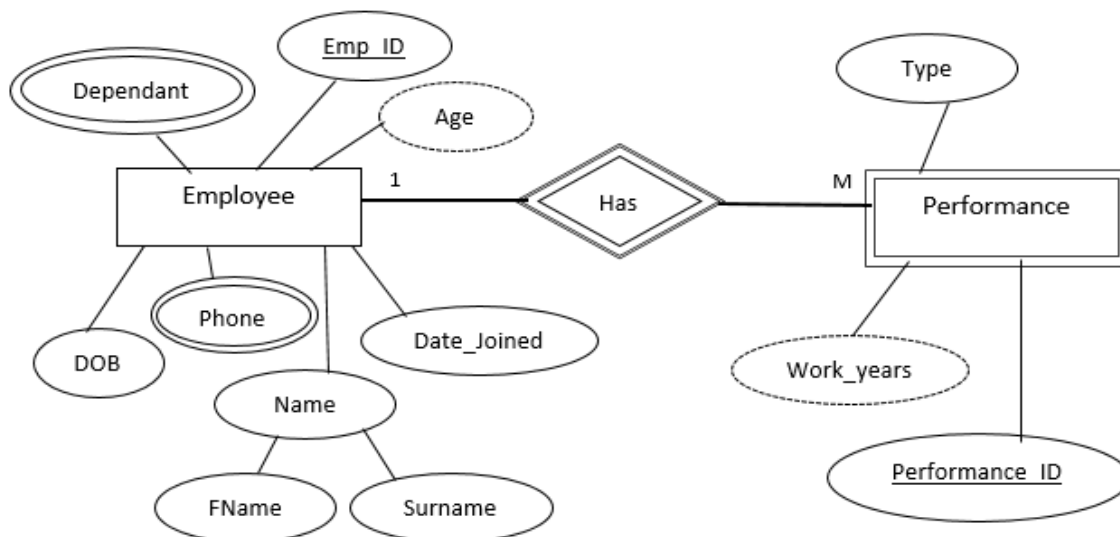 Emp_ID
Dependant
Type
Age
Employee
1
Has
M
Performance
Phone
DOB
Date_Joined
Work_years
Name
Performance_ID
FName
Surname